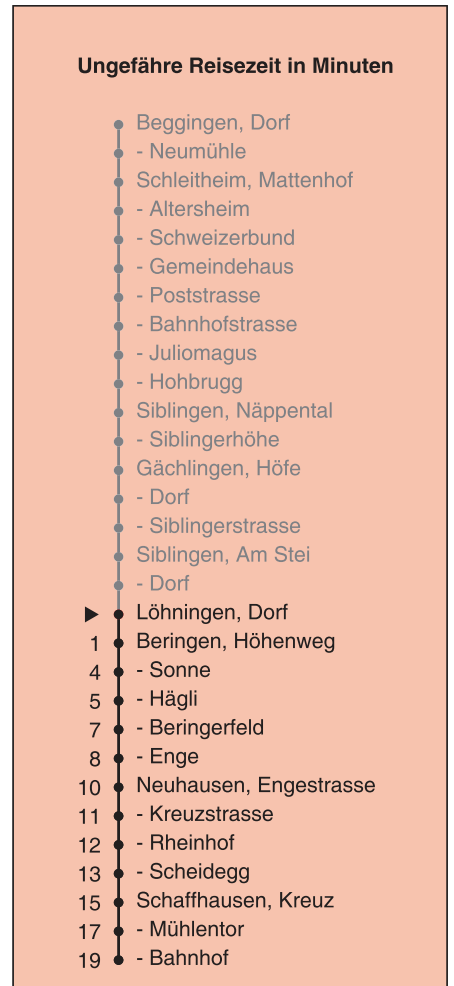 Ungefähre Reisezeit in Minuten
Beggingen, Dorf
- Neumühle
Schleitheim, Mattenhof
- Altersheim
- Schweizerbund
- Gemeindehaus
- Poststrasse
- Bahnhofstrasse
- Juliomagus
- Hohbrugg
Siblingen, Näppental
- Siblingerhöhe
Gächlingen, Höfe
- Dorf
- Siblingerstrasse
Siblingen, Am Stei
- Dorf
Löhningen, Dorf
1 Beringen, Höhenweg
4 - Sonne
5 - Hägli
7 - Beringerfeld
8 - Enge
10 Neuhausen, Engestrasse
11 - Kreuzstrasse
12 - Rheinhof
13 - Scheidegg
15 Schaffhausen, Kreuz
17 - Mühlentor
19 - Bahnhof